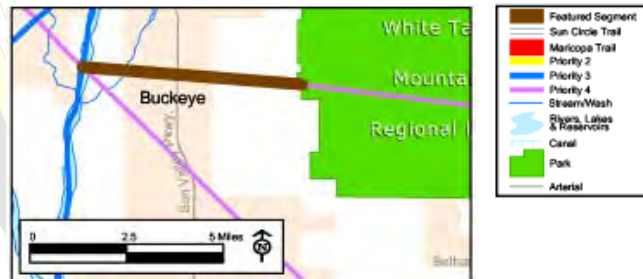 White Ta
Mounta
Regional
Buckeye
Sun Valley Pkwy.
0 2.5 5 Miles
N
Featured Segment
Sun Circle Trail
Maricopa Trail
Priority 2
Priority 3
Priority 4
Stream/Wash
Rivers, Lakes
& Reservoirs
Canal
Park
Arterial